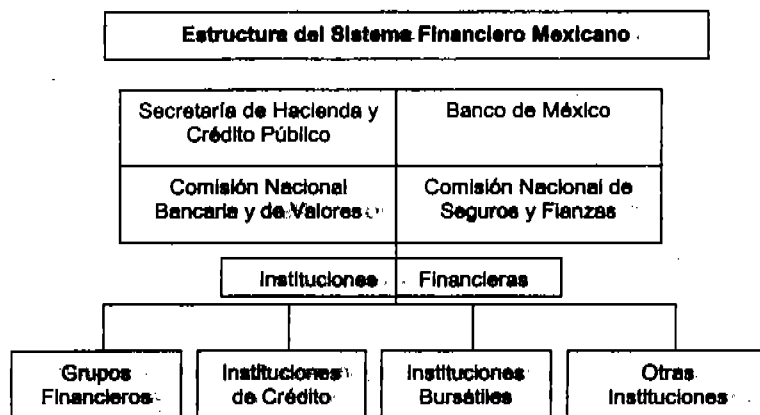 Estructura del Sistema Financiero Mexicano
Secretaría de Hacienda y
Crédito Público
Banco de México
Comisión Nacional
Bancaria y de Valores
Comisión Nacional de
Seguros y Fianzas
Instituciones Financieras
Grupos
Financieros
Instituciones
de Crédito
Instituciones
Bursátiles
Otras
Instituciones